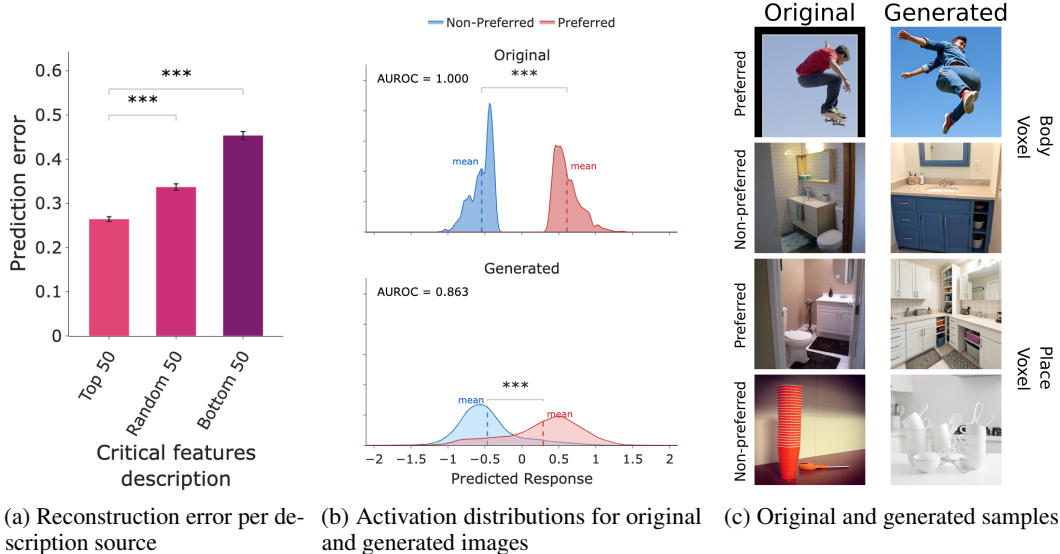 0.6
0.5
0.4
0.3
0.2
0.1
0
Prediction error
***
***
Top 50
Random 50
Bottom 50
Critical features
description
(a) Reconstruction error per de-
scription source
Non-Preferred Preferred
Original
AUROC = 1.000
***
mean
mean
Generated
AUROC = 0.863
***
mean
mean
−2 −1.5 −1 −0.5 0 0.5 1 1.5 2
Predicted Response
(b) Activation distributions for original
and generated images
Original Generated
Preferred
Non-preferred
Body
Voxel
Preferred
Non-preferred
Place
Voxel
(c) Original and generated samples